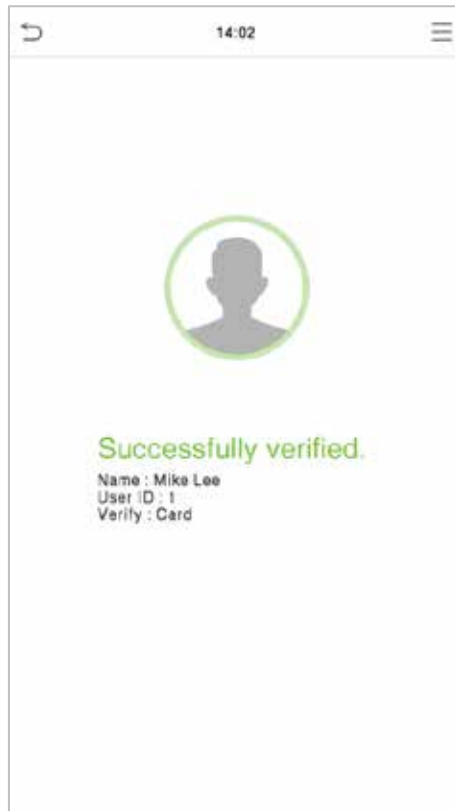 14:02
Successfully verified.
Name : Mike Lee
User ID : 1
Verify : Card